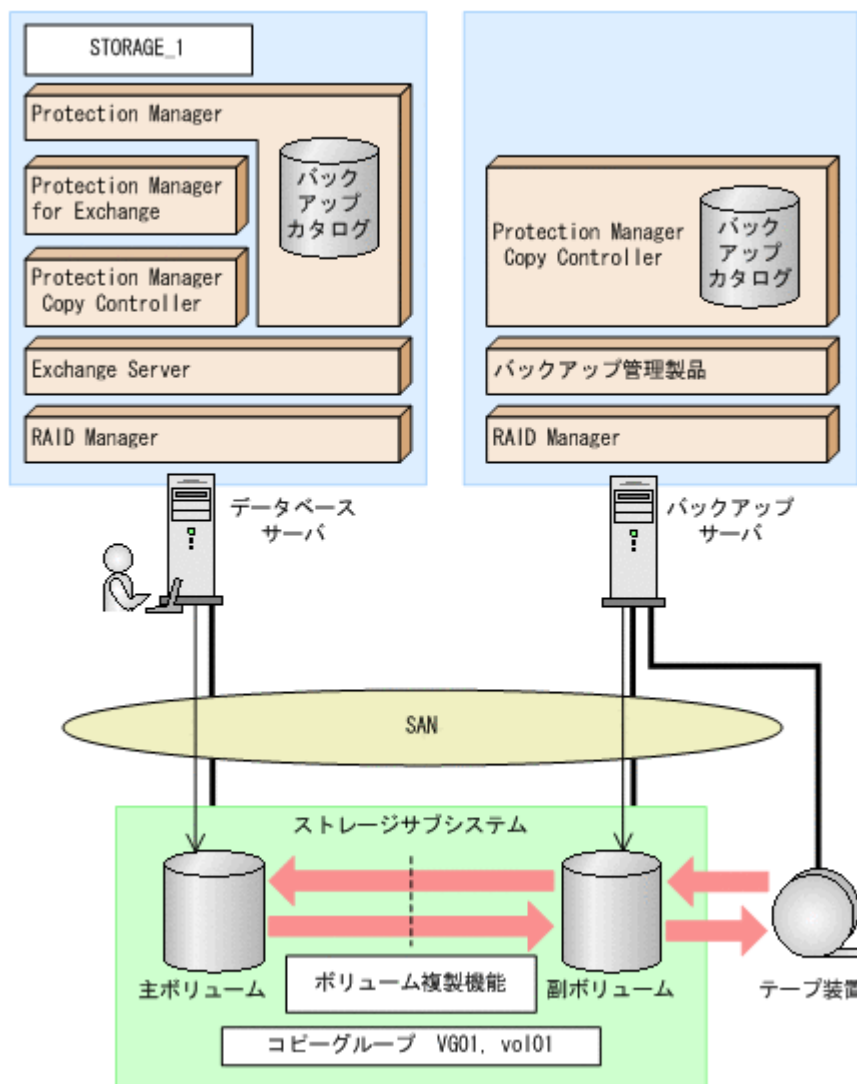 STORAGE_1
Protection Manager
バック
アップ
カタログ
Protection Manager
for Exchange
Protection Manager
Copy Controller
Exchange Server
RAID Manager
Protection Manager
Copy Controller
バック
アップ
カタログ
バックアップ管理製品
RAID Manager
データベース
サーバ
バックアップ
サーバ
SAN
ストレージサブシステム
主ボリューム
ボリューム複製機能
副ボリューム
テープ装置
コピーグループ VG01, vol01